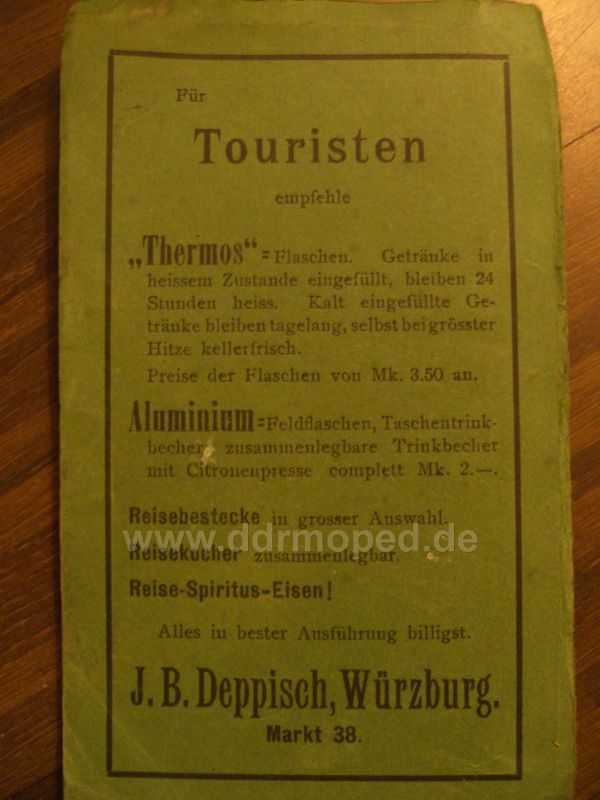 Für
Touristen
empfehle
„Thermos“=Flaschen. Getränke in
heissem Zustande eingefüllt, bleiben 24
Stunden heiss. Kalt eingefüllte Ge-
tränke bleiben tagelang, selbst bei grösster
Hitze kellerfrisch.
Preise der Flaschen von Mk. 3.50 an.
Aluminium=Feldflaschen, Taschentrink-
becher, zusammenlegbare Trinkbecher
mit Citronenpresse complett Mk. 2.—.
Reisebestecke in grosser Auswahl.
www.ddrmoped.de
Reisekocher zusammenlegbar.
Reise-Spiritus-Eisen!
Alles in bester Ausführung billigst.
J. B. Deppisch, Würzburg.
Markt 38.